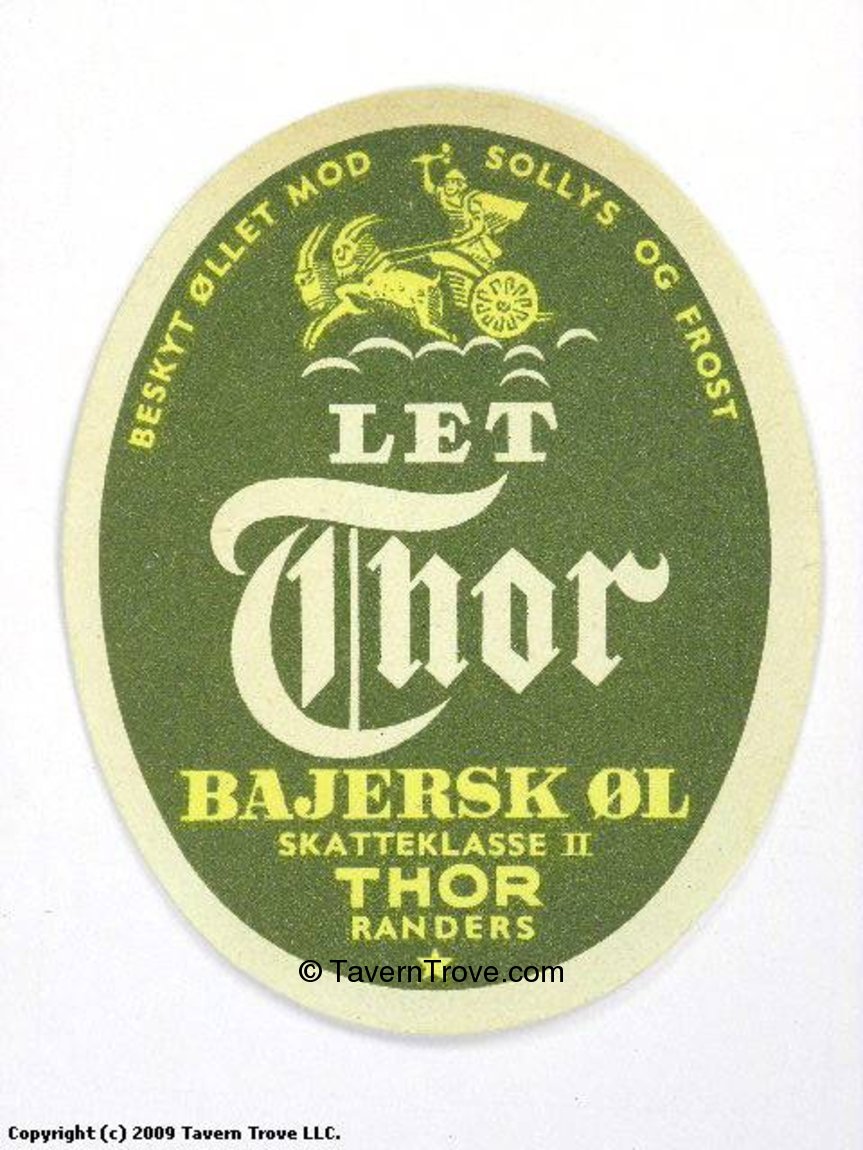 BESKYT ØLLET MOD SOLLYS OG FROST
LET
Thor
BAJERSK ØL
SKATTEKLASSE II
THOR
RANDERS
© TavernTrove.com
Copyright (c) 2009 Tavern Trove LLC.